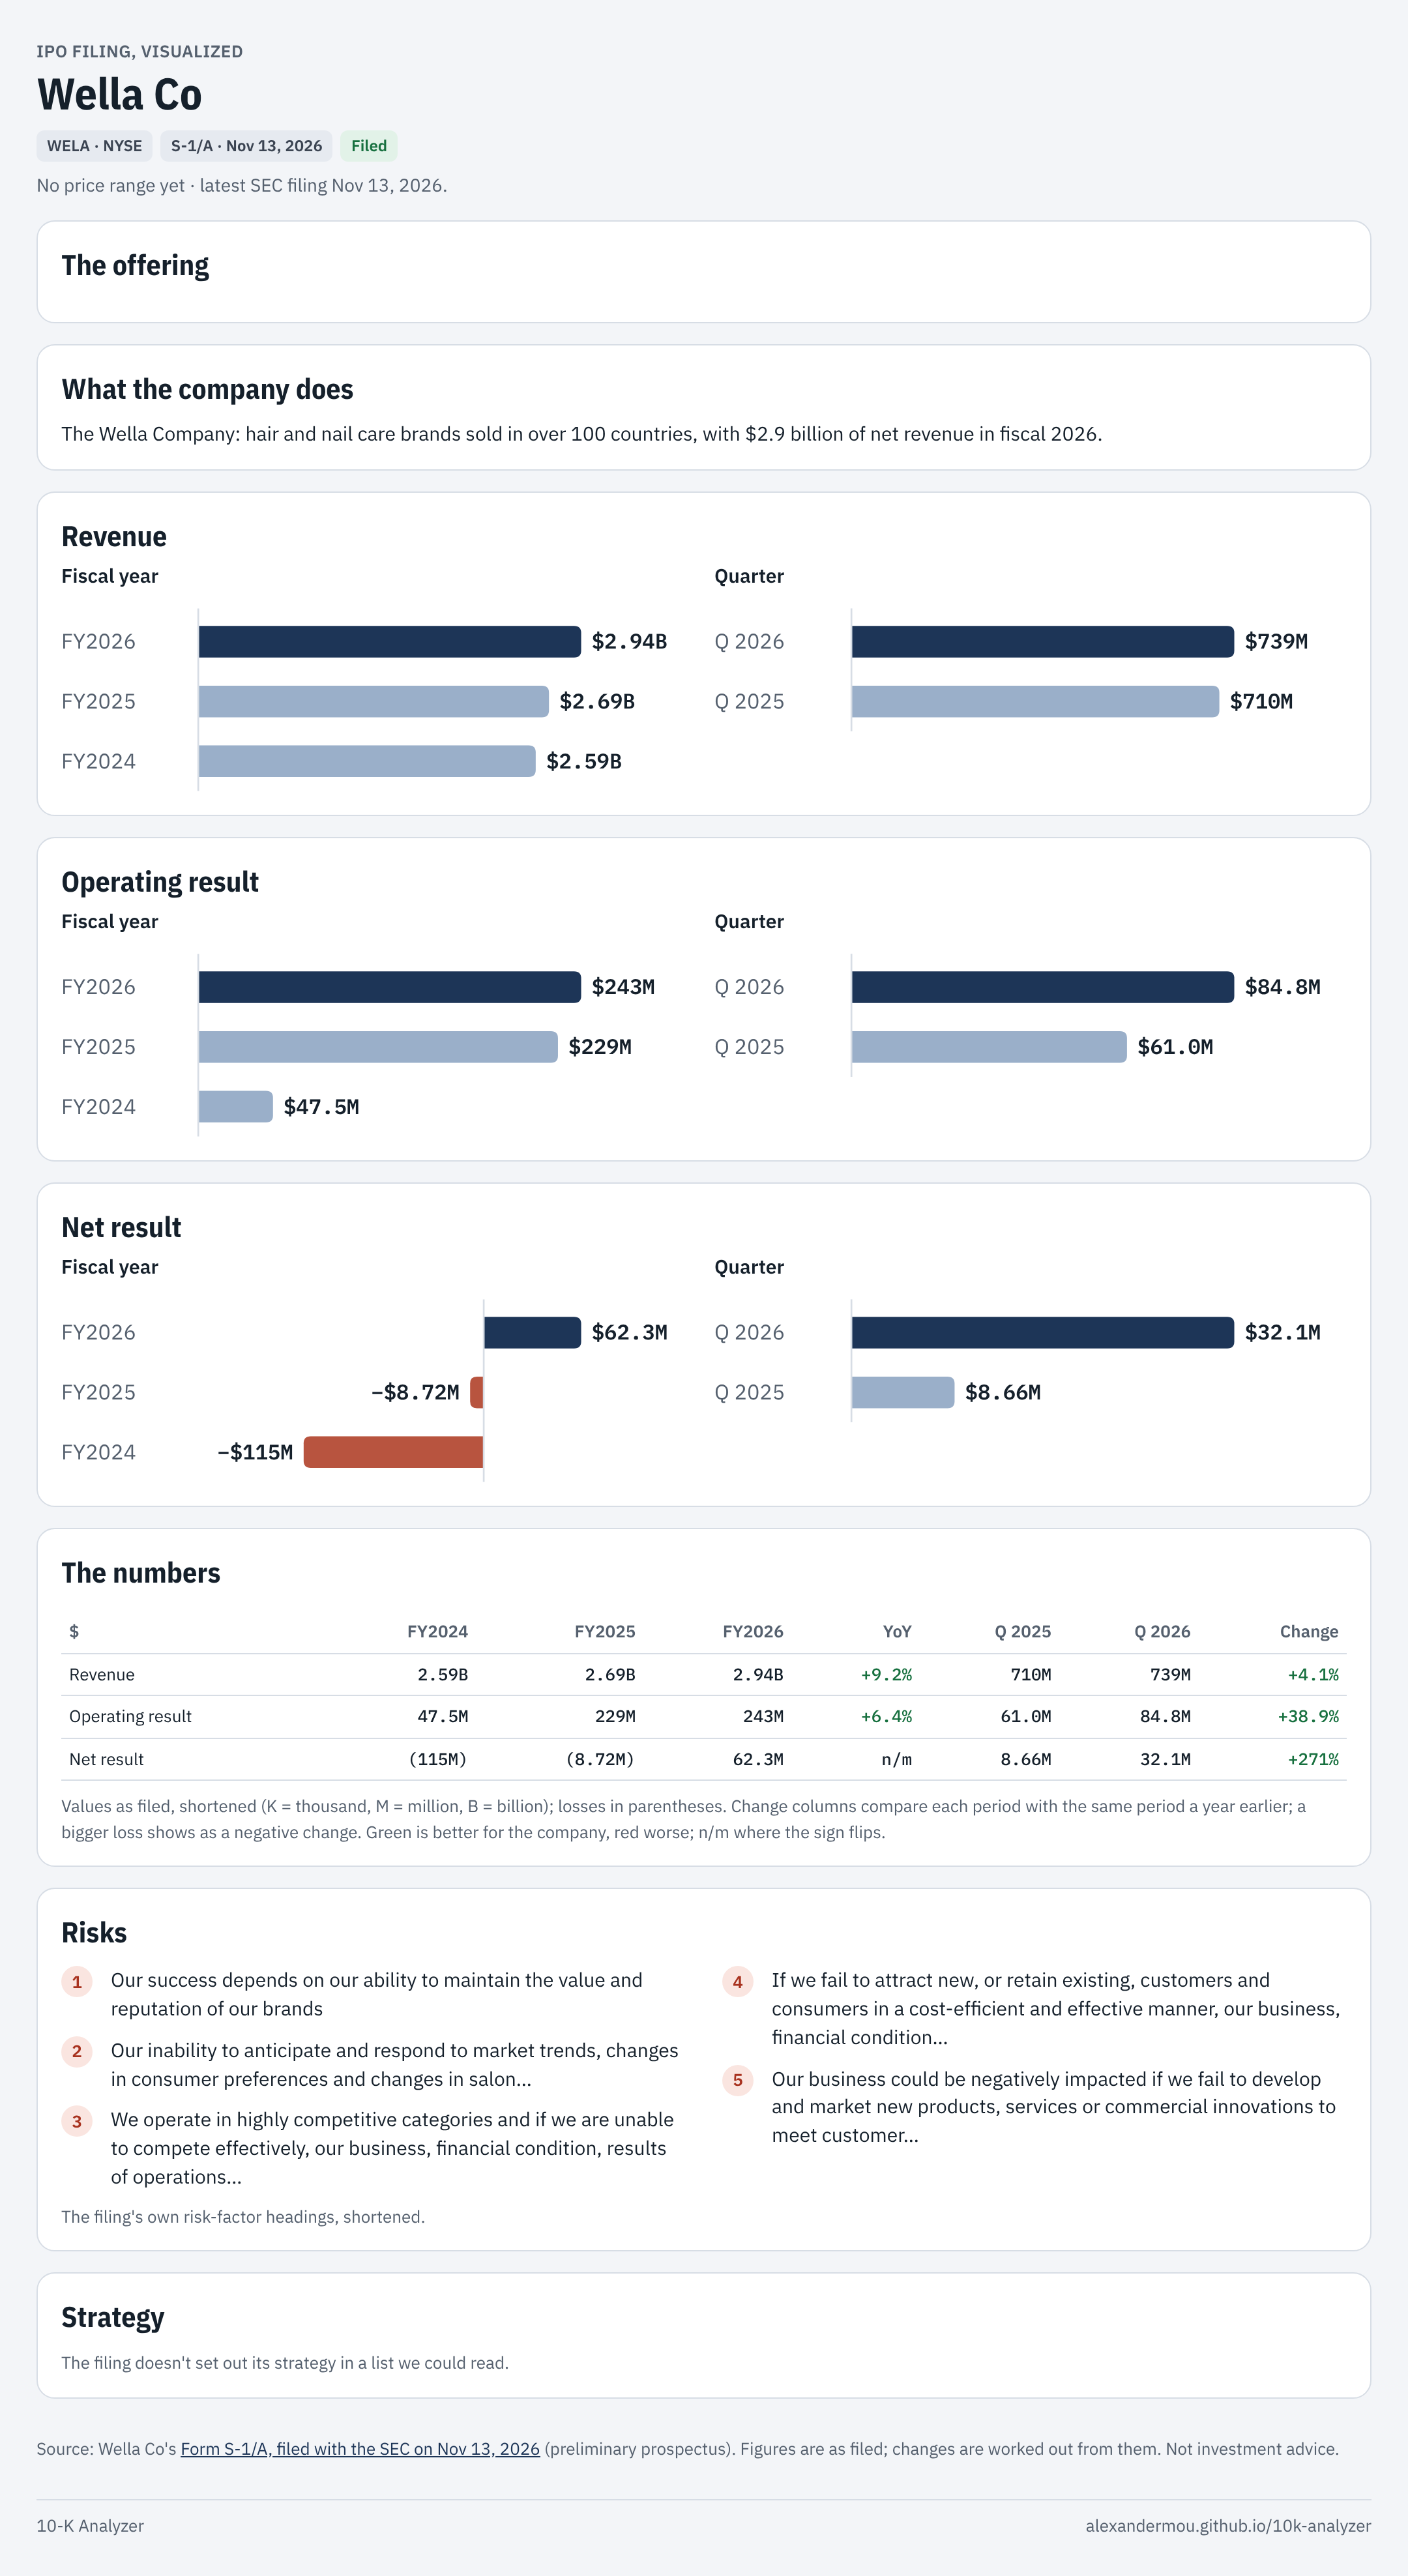 IPO FILING, VISUALIZED
Wella Co
WELA · NYSE
S-1/A · Nov 13, 2026
Filed
No price range yet · latest SEC filing Nov 13, 2026.
The offering
What the company does
The Wella Company: hair and nail care brands sold in over 100 countries, with $2.9 billion of net revenue in fiscal 2026.
Revenue
Fiscal year
FY2026 $2.94B
FY2025 $2.69B
FY2024 $2.59B
Quarter
Q 2026 $739M
Q 2025 $710M
Operating result
Fiscal year
FY2026 $243M
FY2025 $229M
FY2024 $47.5M
Quarter
Q 2026 $84.8M
Q 2025 $61.0M
Net result
Fiscal year
FY2026 $62.3M
FY2025 −$8.72M
FY2024 −$115M
Quarter
Q 2026 $32.1M
Q 2025 $8.66M
The numbers
$ FY2024 FY2025 FY2026 YoY Q 2025 Q 2026 Change
Revenue 2.59B 2.69B 2.94B +9.2% 710M 739M +4.1%
Operating result 47.5M 229M 243M +6.4% 61.0M 84.8M +38.9%
Net result (115M) (8.72M) 62.3M n/m 8.66M 32.1M +271%
Values as filed, shortened (K = thousand, M = million, B = billion); losses in parentheses. Change columns compare each period with the same period a year earlier; a
bigger loss shows as a negative change. Green is better for the company, red worse; n/m where the sign flips.
Risks
1 Our success depends on our ability to maintain the value and
reputation of our brands
2 Our inability to anticipate and respond to market trends, changes
in consumer preferences and changes in salon…
3 We operate in highly competitive categories and if we are unable
to compete effectively, our business, financial condition, results
of operations…
4 If we fail to attract new, or retain existing, customers and
consumers in a cost-efficient and effective manner, our business,
financial condition…
5 Our business could be negatively impacted if we fail to develop
and market new products, services or commercial innovations to
meet customer…
The filing's own risk-factor headings, shortened.
Strategy
The filing doesn't set out its strategy in a list we could read.
Source: Wella Co's Form S-1/A, filed with the SEC on Nov 13, 2026 (preliminary prospectus). Figures are as filed; changes are worked out from them. Not investment advice.
10-K Analyzer
alexandermou.github.io/10k-analyzer